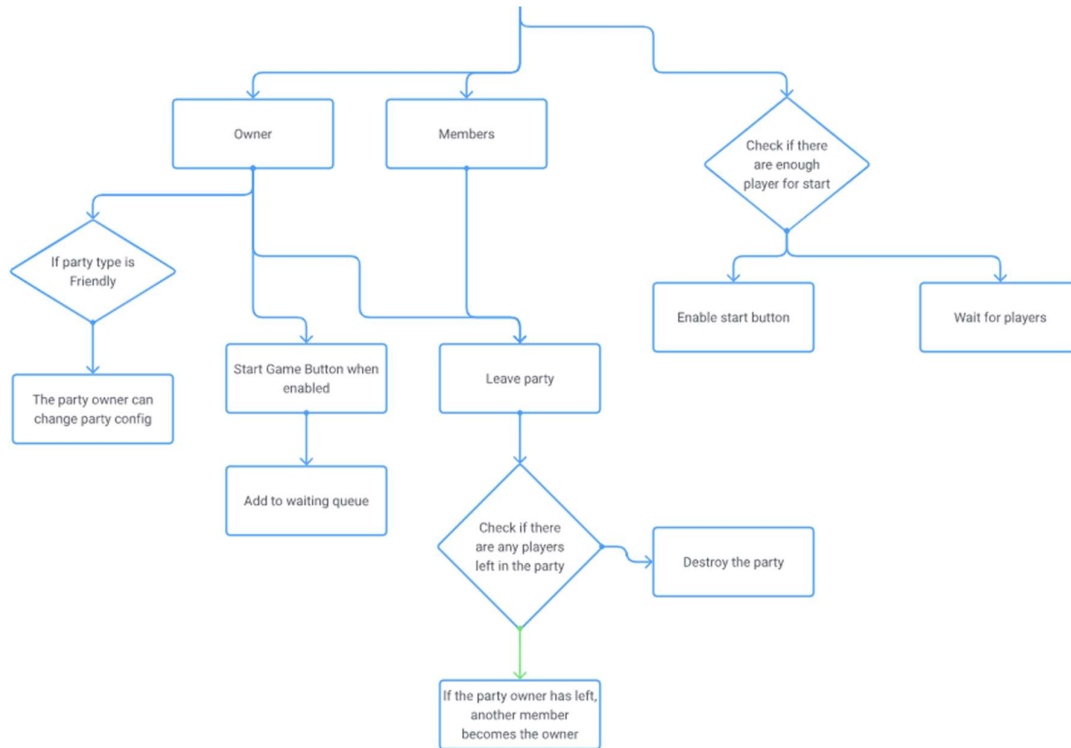 Owner
Members
Check if there
are enough
player for start
If party type is
Friendly
Enable start button
Wait for players
Start Game Button when
enabled
Leave party
The party owner can
change party config
Add to waiting queue
Check if there
are any players
left in the party
Destroy the party
If the party owner has left,
another member
becomes the owner